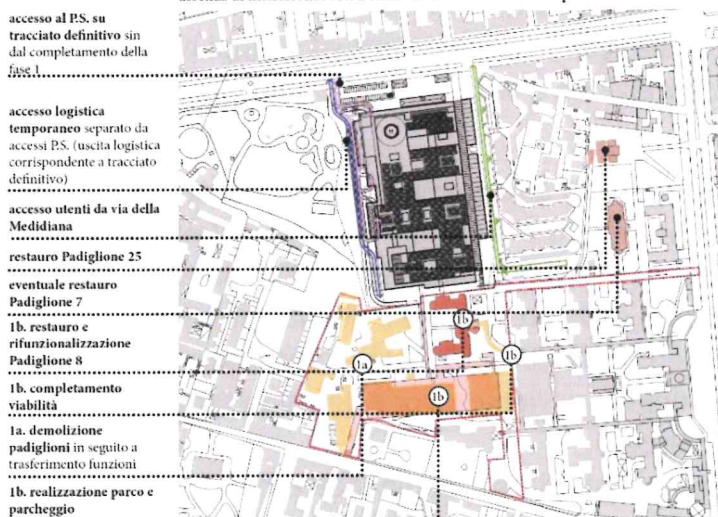 accesso al P.S. su
tracciato definitivo sin
dal completamento della
fase 1
accesso logistica
temporaneo separato da
accessi P.S. (uscita logistica
corrispondente a tracciato
definitivo)
accesso utenti da via della
Medidiana
restauro Padiglione 25
eventuale restauro
Padiglione 7
1b. restauro e
rifunzionalizzazione
Padiglione 8
1b. completamento
viabilità
1a. demolizione
padiglioni in seguito a
trasferimento funzioni
1b. realizzazione parco e
parcheggio
1b
1b
1a
1b